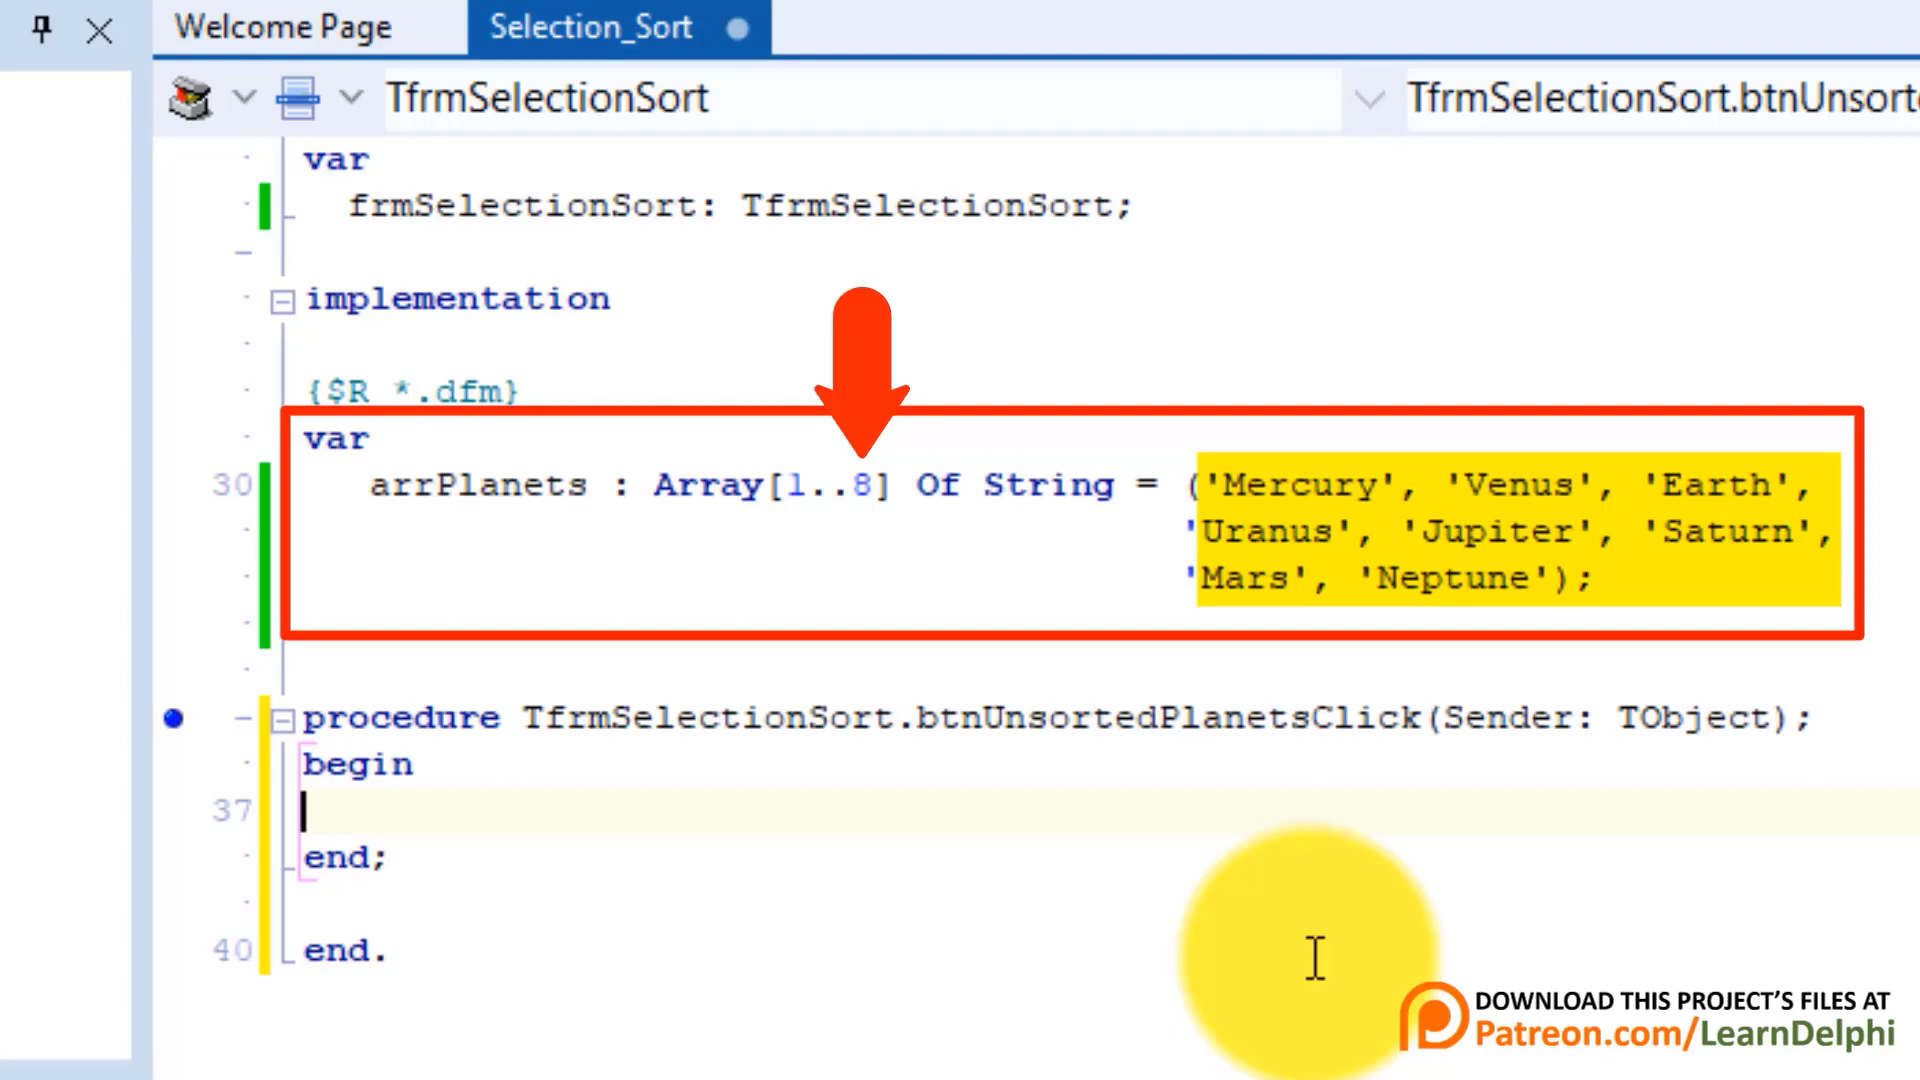 Welcome Page
Selection_Sort
TfrmSelectionSort
TfrmSelectionSort.btnUnsorte
var
frmSelectionSort: TfrmSelectionSort;
implementation
{$R *.dfm}
var
30 arrPlanets : Array[1..8] Of String = ('Mercury', 'Venus', 'Earth',
'Uranus', 'Jupiter', 'Saturn',
'Mars', 'Neptune');
procedure TfrmSelectionSort.btnUnsortedPlanetsClick(Sender: TObject);
begin
37
end;
40 end.
DOWNLOAD THIS PROJECT'S FILES AT
Patreon.com/LearnDelphi